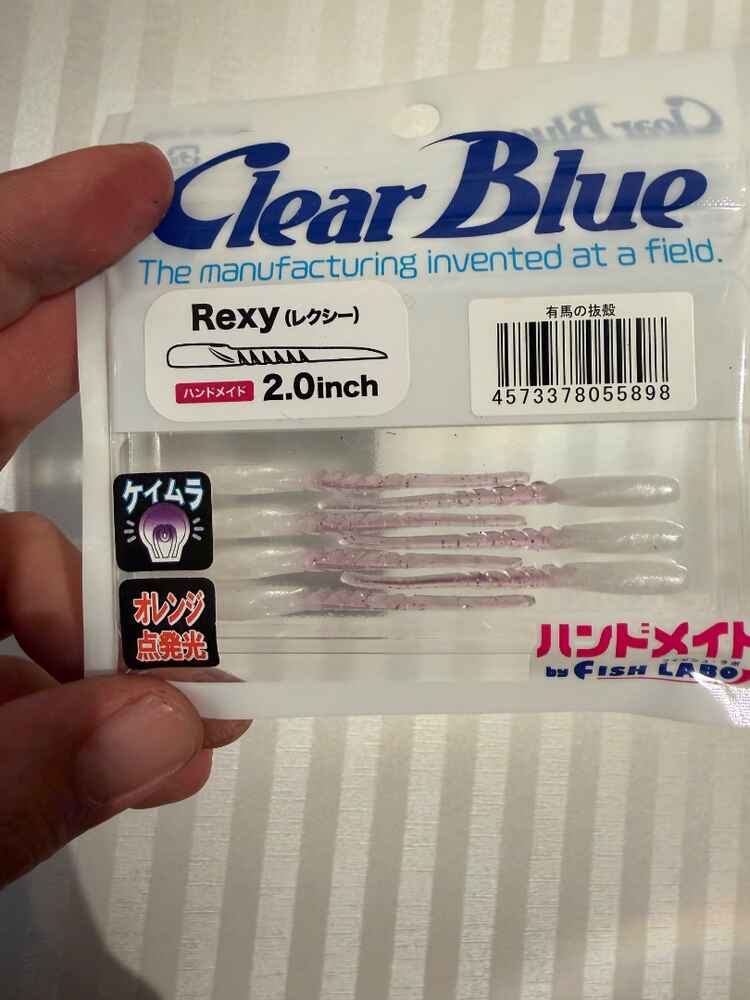 Clear Blue
Clear Blue
The manufacturing invented at a field.
Rexy (レクシー)
ハンドメイド 2.0inch
有馬の抜殻
4573378055898
ケイムラ
オレンジ
点発光
ハンドメイド
by FISH LABO